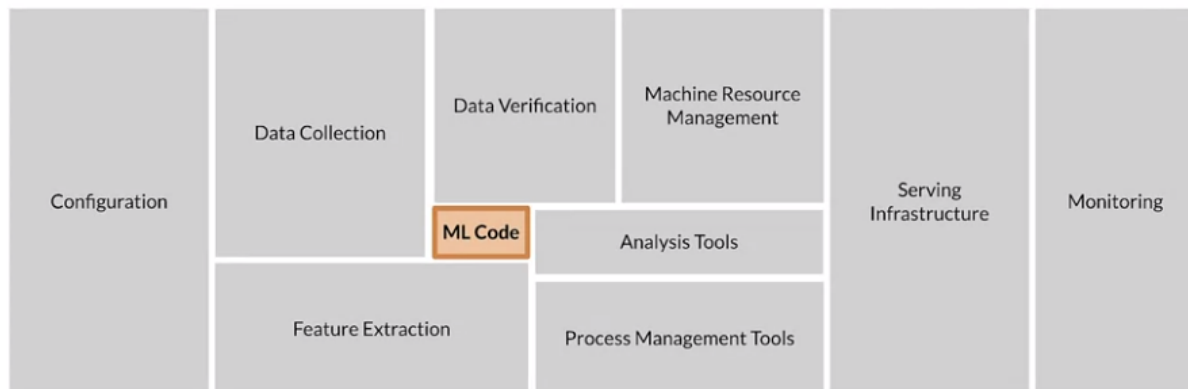 Configuration
Data Collection
Data Verification
Machine Resource
Management
ML Code
Analysis Tools
Feature Extraction
Process Management Tools
Serving
Infrastructure
Monitoring